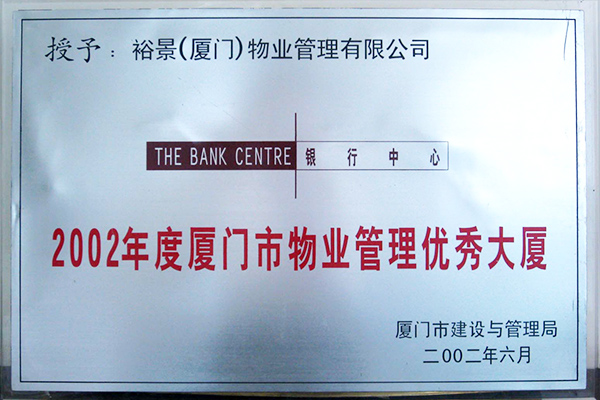 授予：裕景(厦门)物业管理有限公司
THE BANK CENTRE 银行中心
2002年度厦门市物业管理优秀大厦
厦门市建设与管理局
二00二年六月